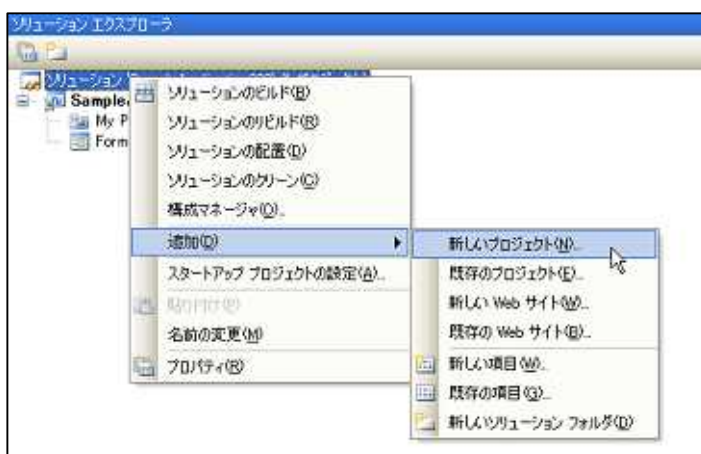 ソリューション エクスプローラ
ソリューション
Sample.
My P
Form
ソリューションのビルド(B)
ソリューションのリビルド(R)
ソリューションの配置(D)
ソリューションのクリーン(C)
構成マネージャ(O)...
追加(D)
スタートアップ プロジェクトの設定(A)...
貼り付け(P)
名前の変更(M)
プロパティ(R)
新しいプロジェクト(N)...
既存のプロジェクト(E)...
新しい Web サイト(W)...
既存の Web サイト(B)...
新しい項目(W)...
既存の項目(G)...
新しいソリューション フォルダ(D)